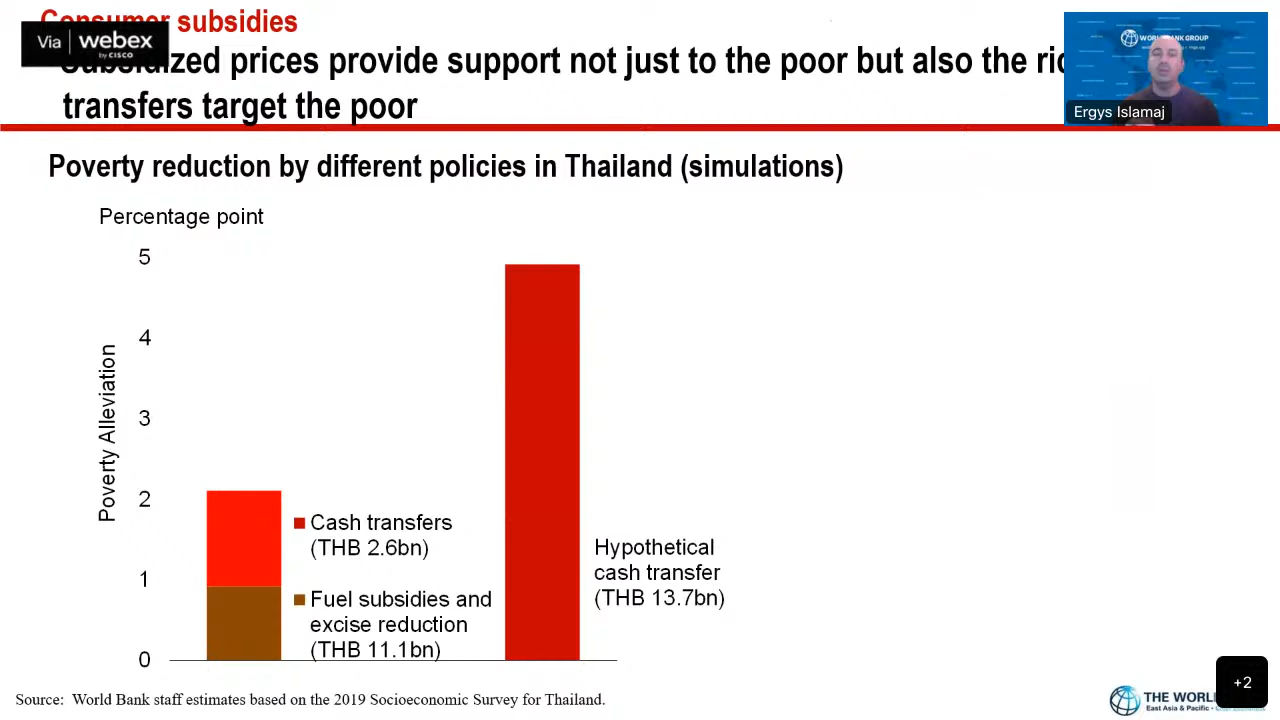 Consumer subsidies
Via webex
by CISCO
Subsidized prices provide support not just to the poor but also the
transfers target the poor
WORLD BANK GROUP
Ergys Islamaj
Poverty reduction by different policies in Thailand (simulations)
Percentage point
Poverty Alleviation
5
4
3
2
1
0
Cash transfers
(THB 2.6bn)
Fuel subsidies and
excise reduction
(THB 11.1bn)
Hypothetical
cash transfer
(THB 13.7bn)
Source: World Bank staff estimates based on the 2019 Socioeconomic Survey for Thailand.
THE WORL
East Asia & Pacific
+2